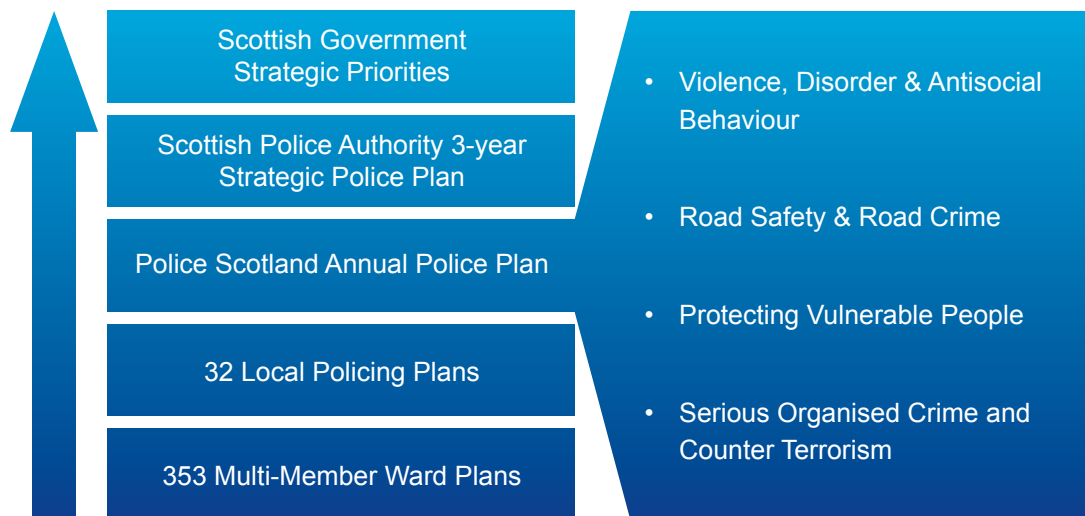 Scottish Government
Strategic Priorities
Scottish Police Authority 3-year
Strategic Police Plan
Police Scotland Annual Police Plan
32 Local Policing Plans
353 Multi-Member Ward Plans
• Violence, Disorder & Antisocial
Behaviour
• Road Safety & Road Crime
• Protecting Vulnerable People
• Serious Organised Crime and
Counter Terrorism